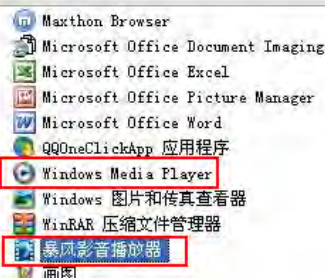 Maxthon Browser
Microsoft Office Document Imaging
Microsoft Office Excel
Microsoft Office Picture Manager
Microsoft Office Word
QQOneClickApp 应用程序
Windows Media Player
Windows 图片和传真查看器
WinRAR 压缩文件管理器
暴风影音播放器
画图